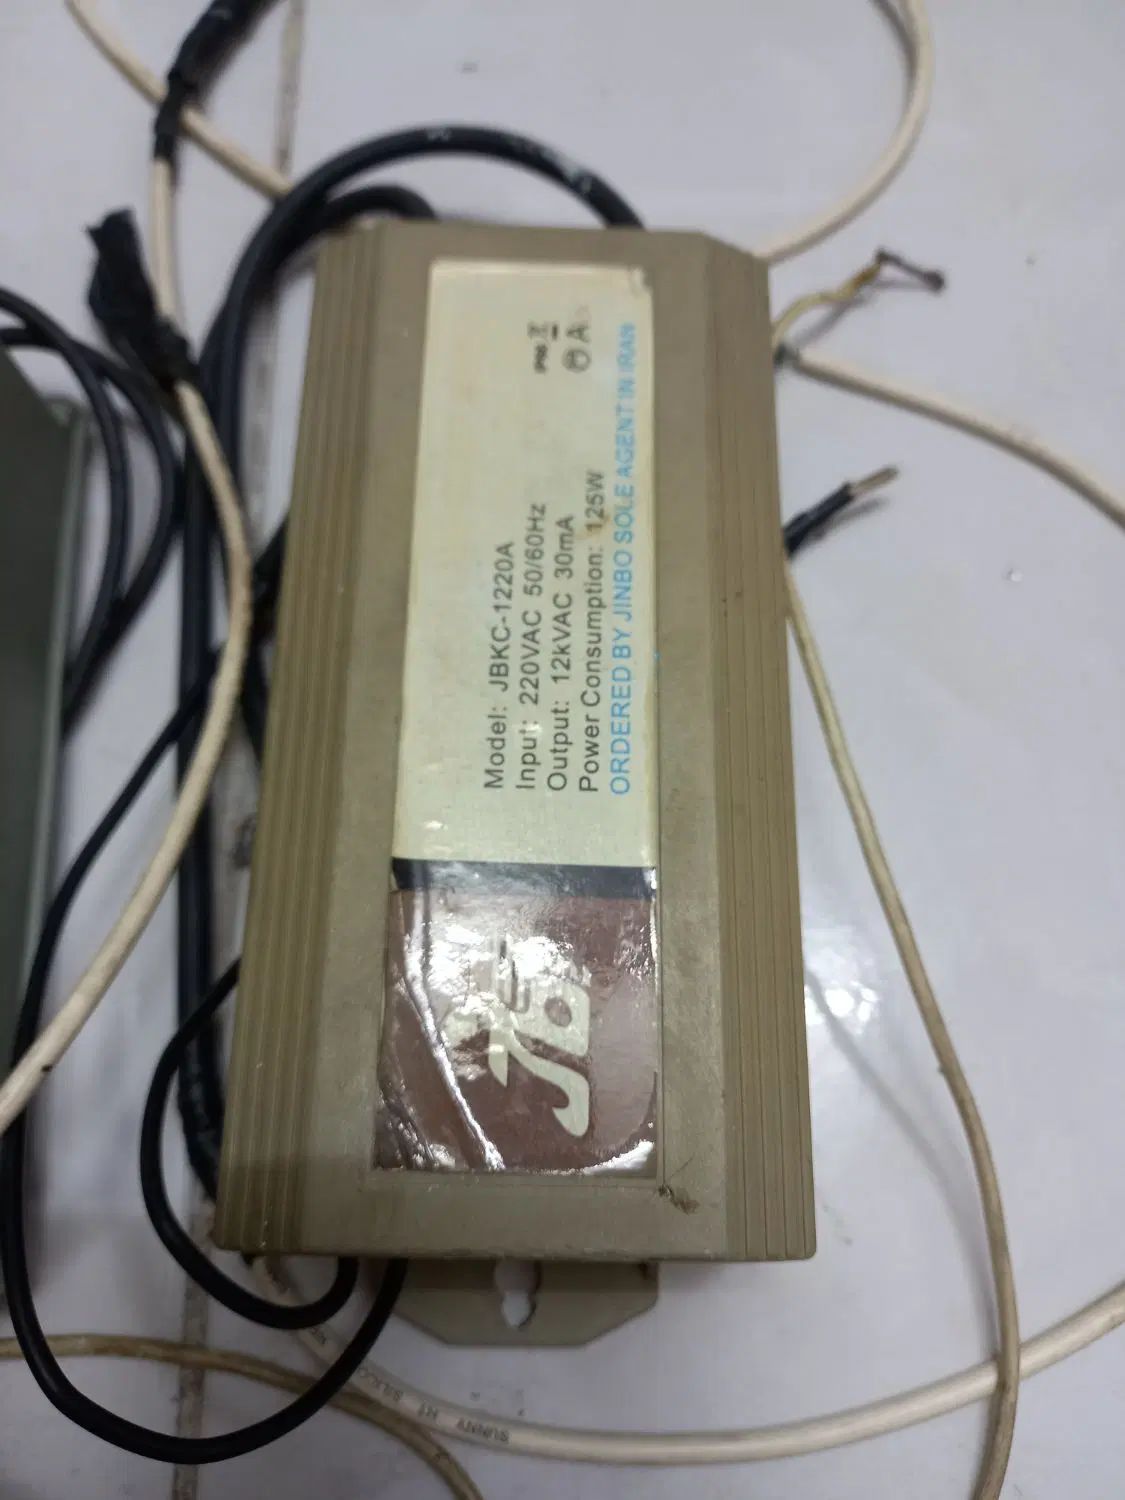 Model: JBKC-1220A
Input: 220VAC 50/60Hz
Output: 12kVAC 30mA
Power Consumption: 125W
ORDERED BY JINBO SOLE AGENT IN IRAN
SUNNY